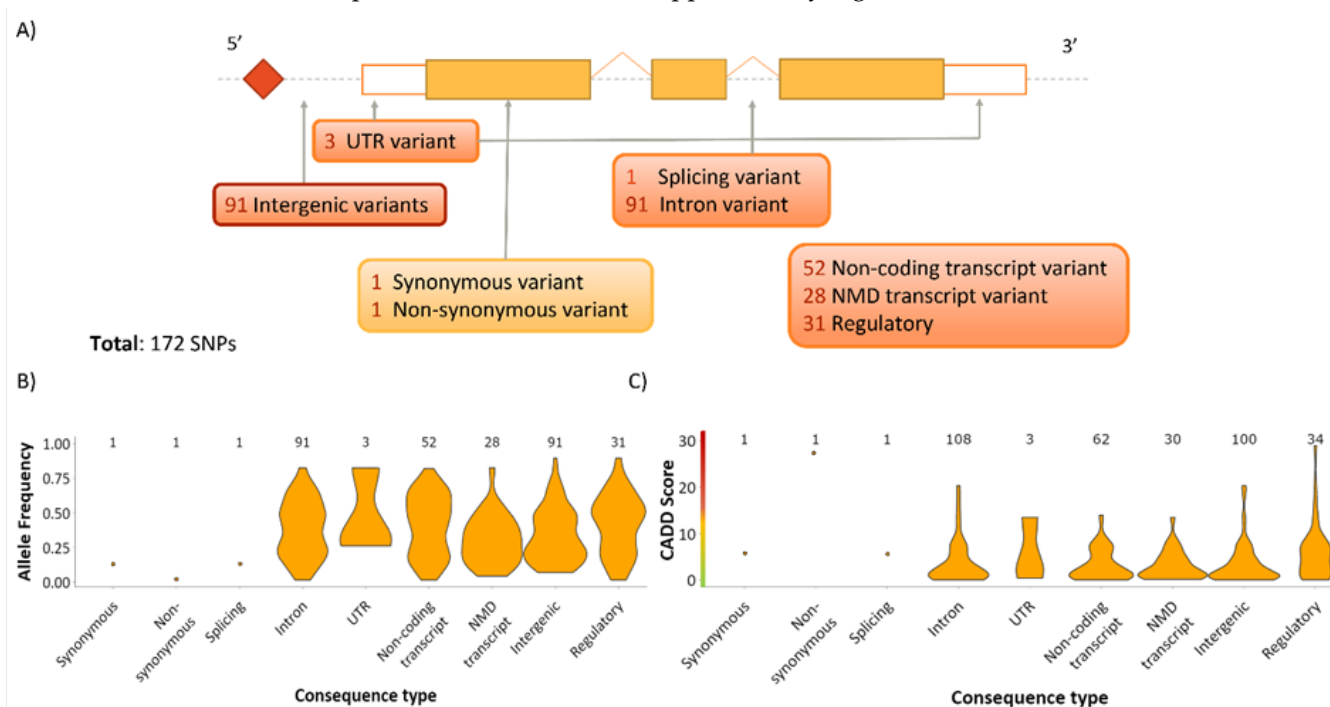 A)
5′
3′
3 UTR variant
91 Intergenic variants
1 Splicing variant
91 Intron variant
1 Synonymous variant
1 Non-synonymous variant
52 Non-coding transcript variant
28 NMD transcript variant
31 Regulatory
Total: 172 SNPs
B)
Allele Frequency
1.00
0.75
0.50
0.25
0.00
1 1 1 91 3 52 28 91 31
Synonymous
Non-
synonymous
Splicing
Intron
UTR
Non-coding
transcript
NMD
transcript
Intergenic
Regulatory
Consequence type
C)
CADD Score
30
20
10
0
1 1 1 108 3 62 30 100 34
Synonymous
Non-
synonymous
Splicing
Intron
UTR
Non-coding
transcript
NMD
transcript
Intergenic
Regulatory
Consequence type